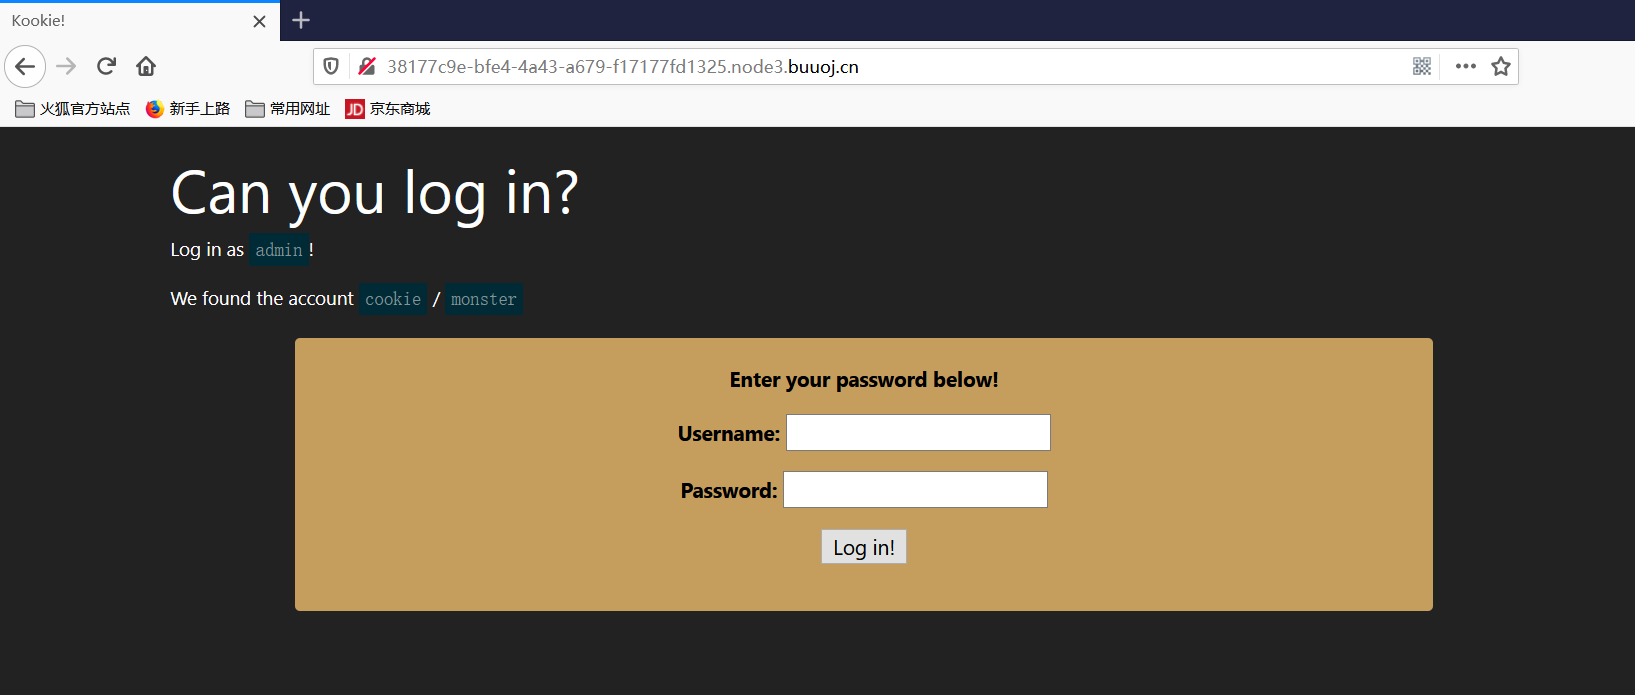 Kookie!
38177c9e-bfe4-4a43-a679-f17177fd1325.node3.buuoj.cn
火狐官方站点 新手上路 常用网址 JD 京东商城
Can you log in?
Log in as admin!
We found the account cookie / monster
Enter your password below!
Username:
Password:
Log in!